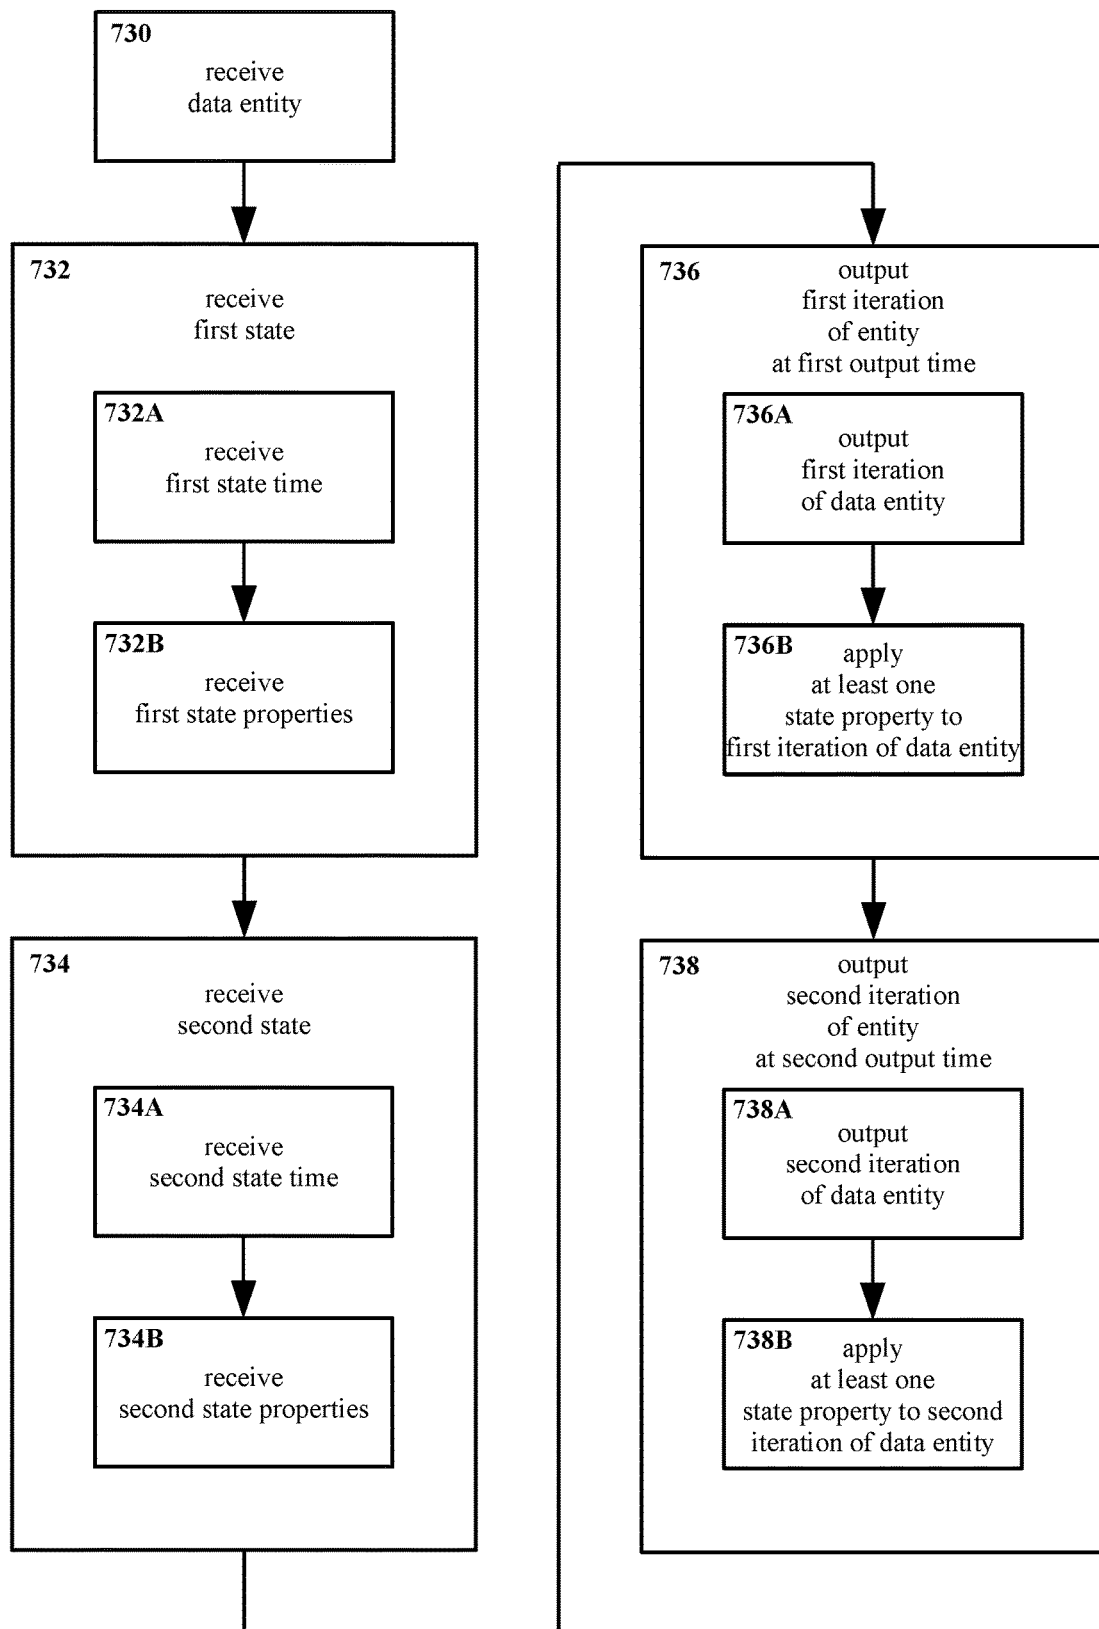 730
receive
data entity
732
receive
first state
732A
receive
first state time
732B
receive
first state properties
734
receive
second state
734A
receive
second state time
734B
receive
second state properties
736
output
first iteration
of entity
at first output time
736A
output
first iteration
of data entity
736B
apply
at least one
state property to
first iteration of data entity
738
output
second iteration
of entity
at second output time
738A
output
second iteration
of data entity
738B
apply
at least one
state property to second
iteration of data entity